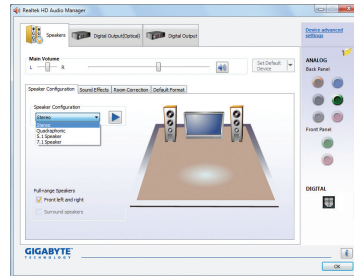 Realtek HD Audio Manager
Speakers
Digital Output(Optical)
Digital Output
Device advanced settings
Main Volume
L
R
Set Default Device
ANALOG
Back Panel
Speaker Configuration
Sound Effects
Room Correction
Default Format
Speaker Configuration
Stereo
Stereo
Quadraphonic
5.1 Speaker
7.1 Speaker
Front Panel
Full-range Speakers
Front left and right
Surround speakers
DIGITAL
GIGABYTE
TECHNOLOGY
i
OK